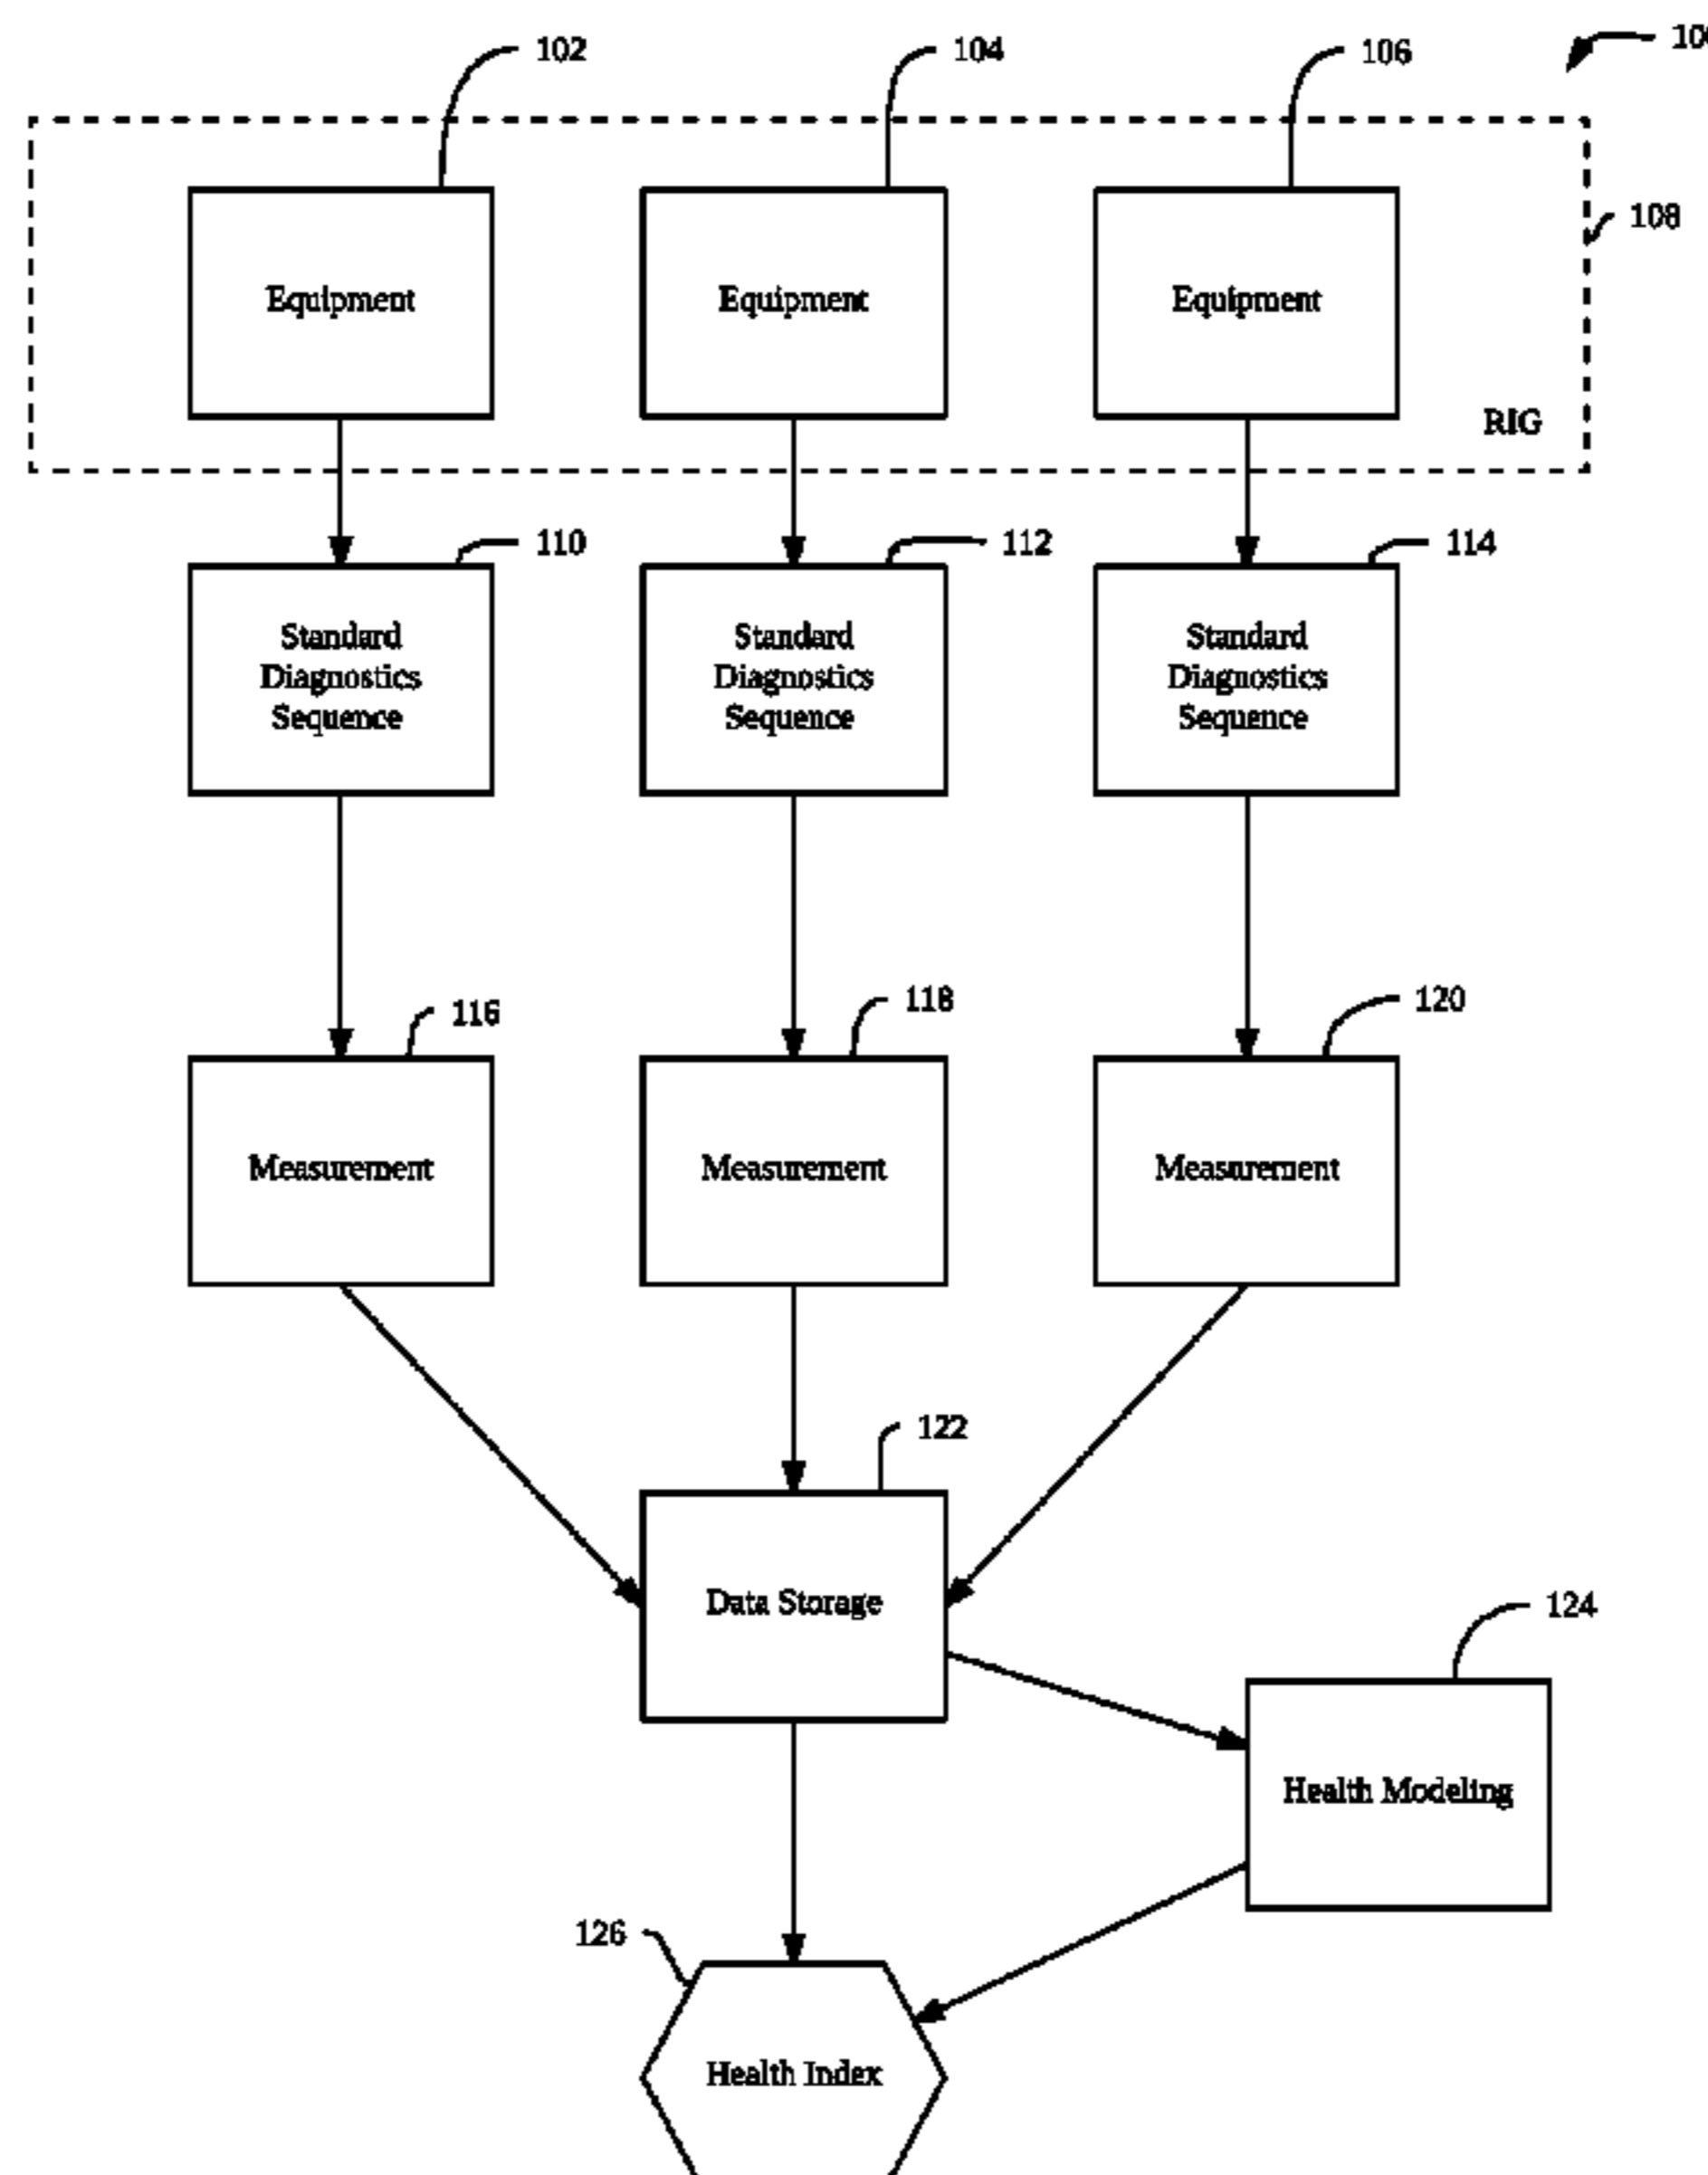 102
104
106
108
Equipment
Equipment
Equipment
RIG
110
112
114
Standard
Diagnostics
Sequence
Standard
Diagnostics
Sequence
Standard
Diagnostics
Sequence
116
118
120
Measurement
Measurement
Measurement
122
Data Storage
124
Health Modeling
126
Health Index